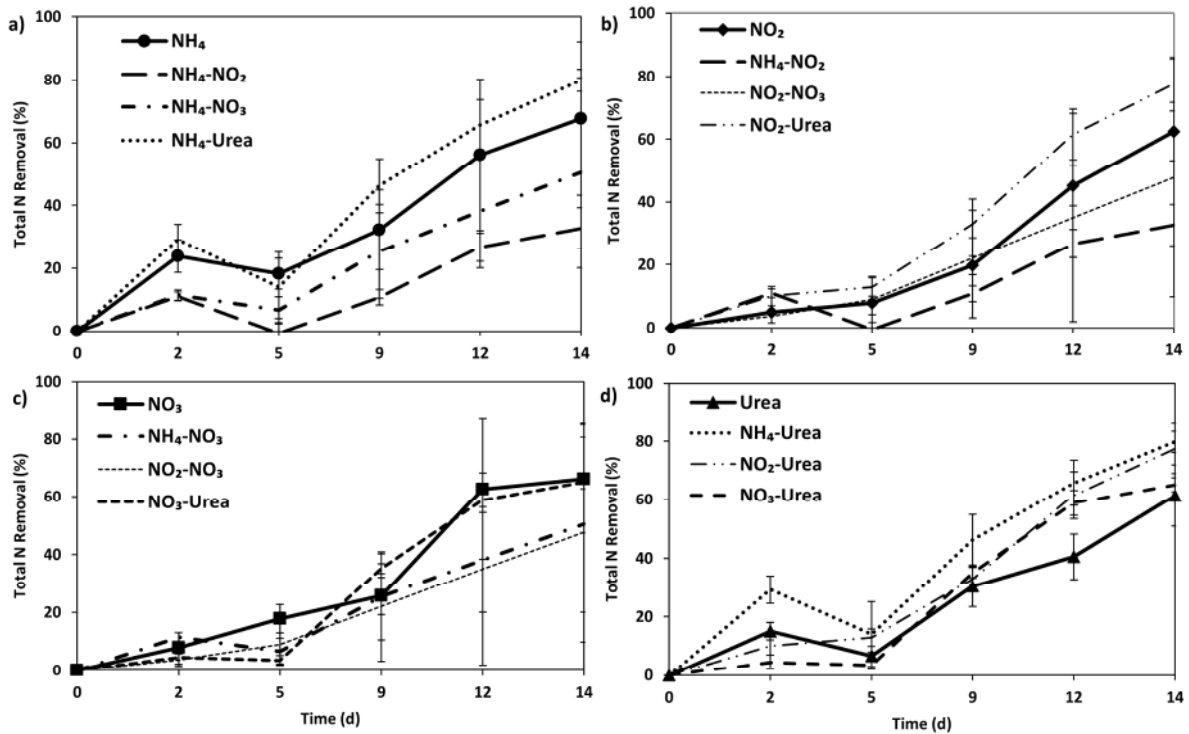 a)
Total N Removal (%)
100
80
60
40
20
0
NH₄
NH₄-NO₂
NH₄-NO₃
NH₄-Urea
0 2 5 9 12 14
b)
Total N Removal (%)
100
80
60
40
20
0
NO₂
NH₄-NO₂
NO₂-NO₃
NO₂-Urea
0 2 5 9 12 14
c)
Total N Removal (%)
100
80
60
40
20
0
NO₃
NH₄-NO₃
NO₂-NO₃
NO₃-Urea
0 2 5 9 12 14
Time (d)
d)
Total N Removal (%)
100
80
60
40
20
0
Urea
NH₄-Urea
NO₂-Urea
NO₃-Urea
0 2 5 9 12 14
Time (d)